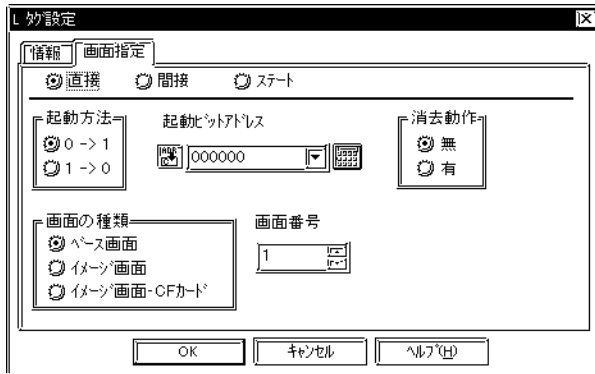 L ﾀｸﾞ設定
情報 画面指定
直接 間接 ｽﾃｰﾄ
起動方法 起動ﾋﾞｯﾄｱﾄﾞﾚｽ 消去動作
0 -> 1 000000 無
1 -> 0 有
画面の種類 画面番号
ﾍﾞｰｽ画面 1
ｲﾒｰｼﾞ画面
ｲﾒｰｼﾞ画面-CFｶｰﾄﾞ
OK ｷｬﾝｾﾙ ﾍﾙﾌﾟ(H)